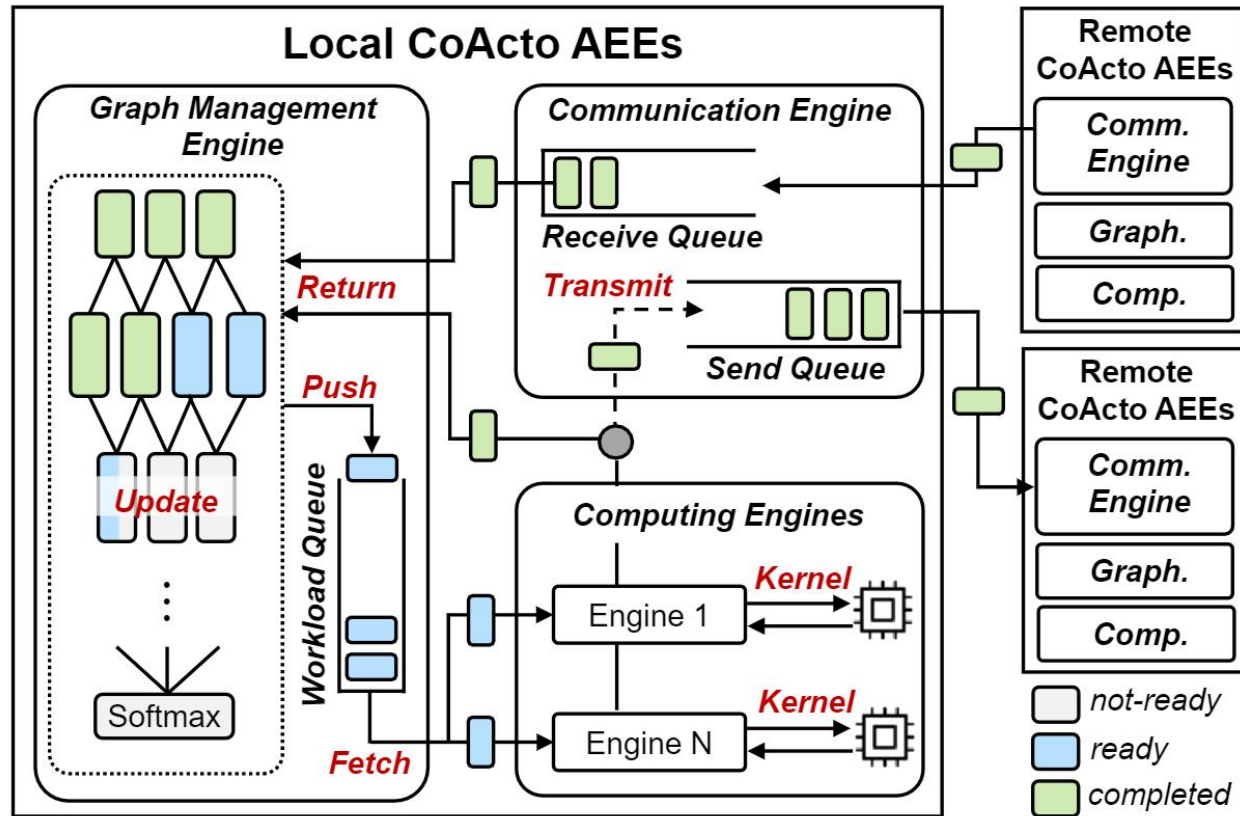 Local CoActo AEEs
Graph Management
Engine
Return
Push
Update
Softmax
Workload Queue
Fetch
Communication Engine
Receive Queue
Transmit
Send Queue
Computing Engines
Engine 1
Kernel
Engine N
Kernel
Remote
CoActo AEEs
Comm.
Engine
Graph.
Comp.
Remote
CoActo AEEs
Comm.
Engine
Graph.
Comp.
not-ready
ready
completed